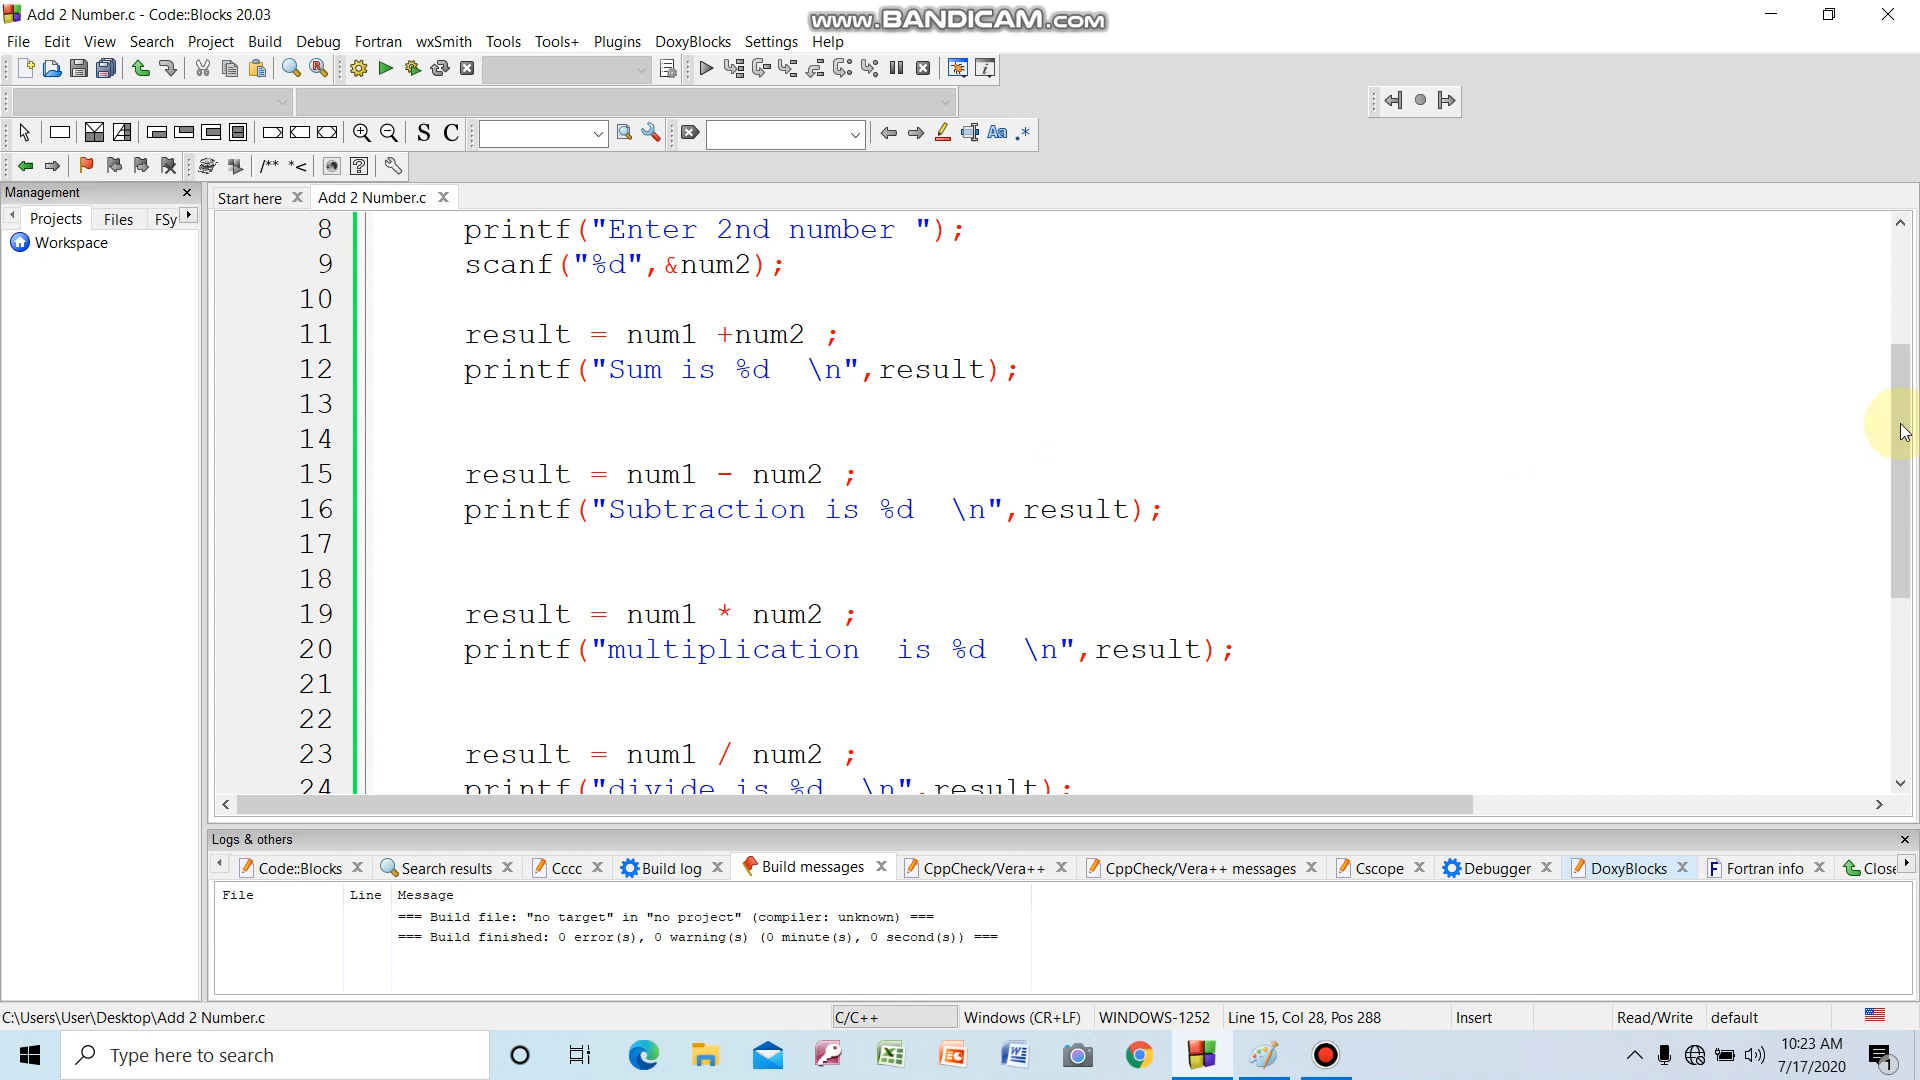 Add 2 Number.c - Code::Blocks 20.03
www.BANDICAM.com
File Edit View Search Project Build Debug Fortran wxSmith Tools Tools+ Plugins DoxyBlocks Settings Help
S C
Aa .*
/** *<
Management
Projects Files FSy
Workspace
Start here Add 2 Number.c
8 printf("Enter 2nd number ");
9 scanf("%d",&num2);
10
11 result = num1 +num2 ;
12 printf("Sum is %d  \n",result);
13
14
15 result = num1 - num2 ;
16 printf("Subtraction is %d  \n",result);
17
18
19 result = num1 * num2 ;
20 printf("multiplication  is %d  \n",result);
21
22
23 result = num1 / num2 ;
24 printf("divide is %d  \n",result);
Logs & others
Code::Blocks Search results Cccc Build log Build messages CppCheck/Vera++ CppCheck/Vera++ messages Cscope Debugger DoxyBlocks Fortran info Close
File Line Message
=== Build file: "no target" in "no project" (compiler: unknown) ===
=== Build finished: 0 error(s), 0 warning(s) (0 minute(s), 0 second(s)) ===
C:\Users\User\Desktop\Add 2 Number.c C/C++ Windows (CR+LF) WINDOWS-1252 Line 15, Col 28, Pos 288 Insert Read/Write default
Type here to search
10:23 AM
7/17/2020
1